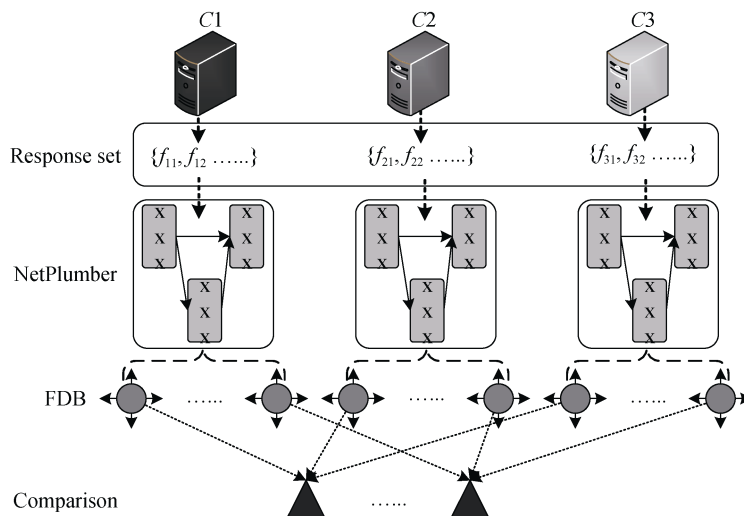 C1 C2 C3
Response set {f11, f12 ……} {f21, f22 ……} {f31, f32 ……}
X X X X X X
X X X X X X
X X X X X X
NetPlumber
X X X
X X X
X X X
FDB …… …… ……
Comparison ……